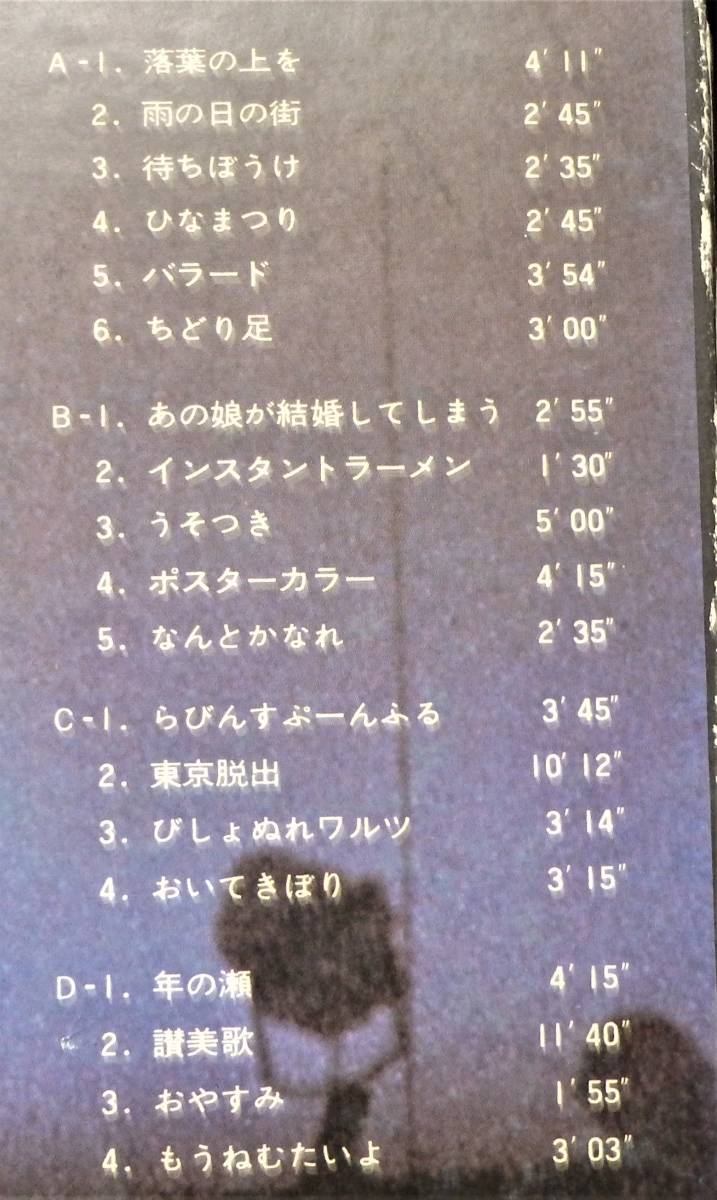 A-1. 落葉の上を 4′11″
2. 雨の日の街 2′45″
3. 待ちぼうけ 2′35″
4. ひなまつり 2′45″
5. バラード 3′54″
6. ちどり足 3′00″
B-1. あの娘が結婚してしまう 2′55″
2. インスタントラーメン 1′30″
3. うそつき 5′00″
4. ポスターカラー 4′15″
5. なんとかなれ 2′35″
C-1. らびんすぷーんふる 3′45″
2. 東京脱出 10′12″
3. びしょぬれワルツ 3′14″
4. おいてきぼり 3′15″
D-1. 年の瀬 4′15″
2. 讃美歌 11′40″
3. おやすみ 1′55″
4. もうねむたいよ 3′03″